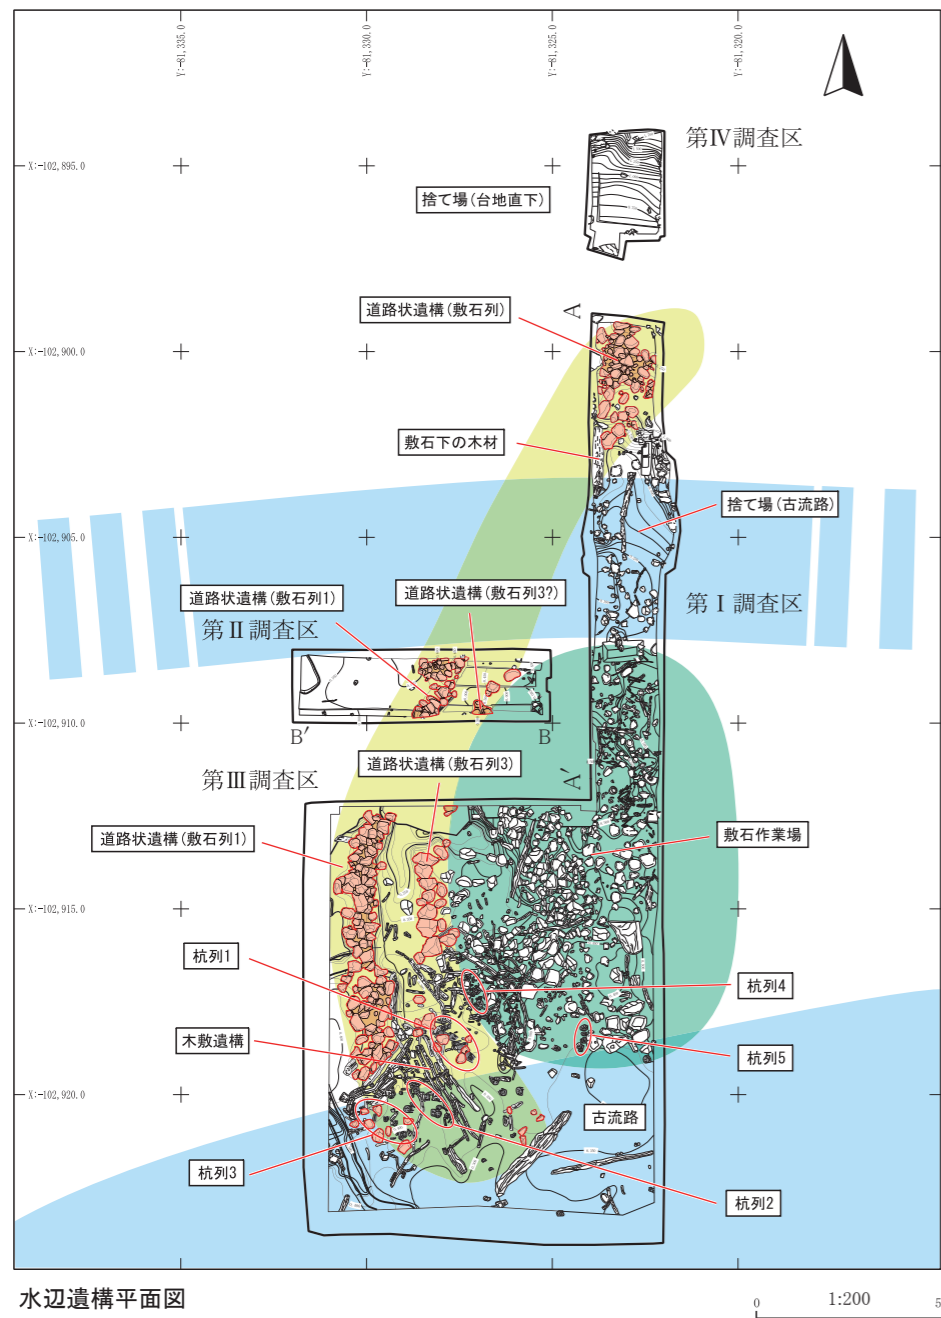 Y:-81,335.0
Y:-81,330.0
Y:-81,325.0
Y:-81,320.0
第Ⅳ調査区
X:-102,895.0
捨て場(台地直下)
道路状遺構(敷石列)
A
X:-102,900.0
敷石下の木材
捨て場(古流路)
X:-102,905.0
道路状遺構(敷石列1)
道路状遺構(敷石列3?)
第Ⅰ調査区
第Ⅱ調査区
X:-102,910.0
B′
B
道路状遺構(敷石列3)
A′
第Ⅲ調査区
道路状遺構(敷石列1)
敷石作業場
X:-102,915.0
杭列1
杭列4
木敷遺構
杭列5
X:-102,920.0
古流路
杭列3
杭列2
水辺遺構平面図
0
1:200
5